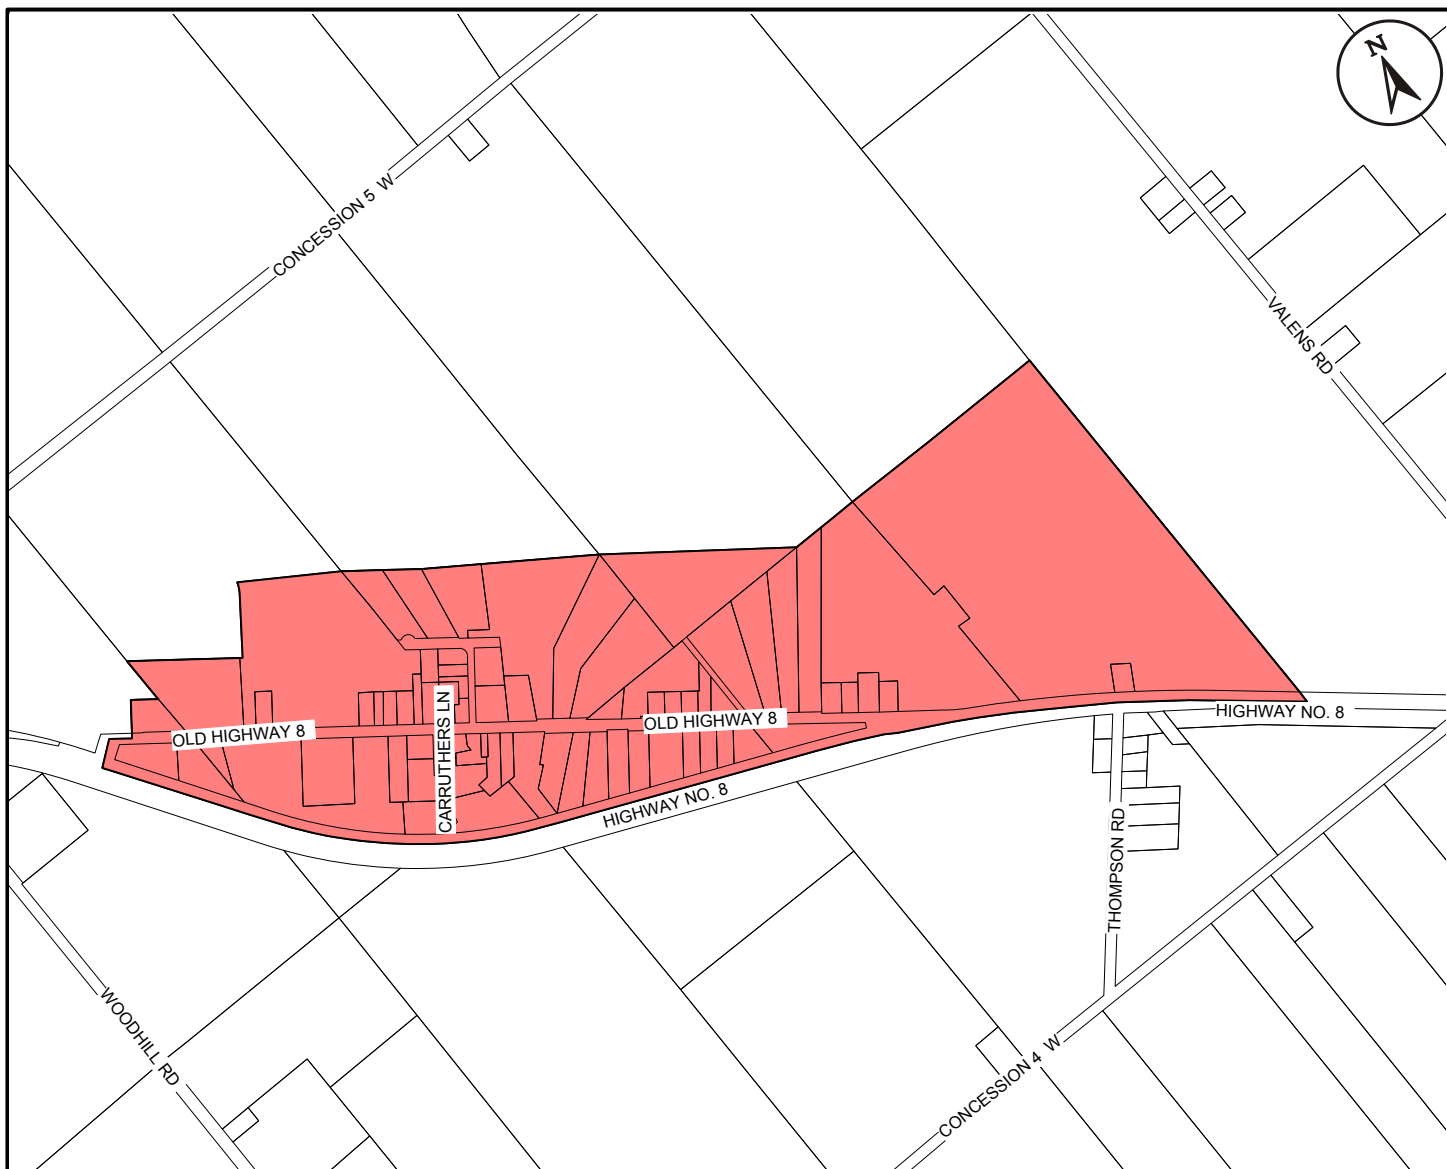 N
CONCESSION 5 W
VALENS RD
OLD HIGHWAY 8
OLD HIGHWAY 8
HIGHWAY NO. 8
CARRUTHERS LN
HIGHWAY NO. 8
THOMPSON RD
WOODHILL RD
CONCESSION 4 W